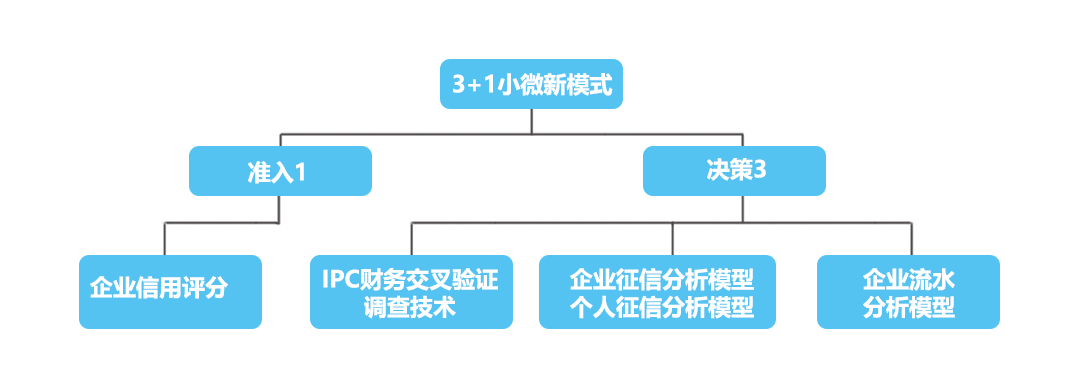 3+1小微新模式
准入1
决策3
企业信用评分
IPC财务交叉验证
调查技术
企业征信分析模型
个人征信分析模型
企业流水
分析模型